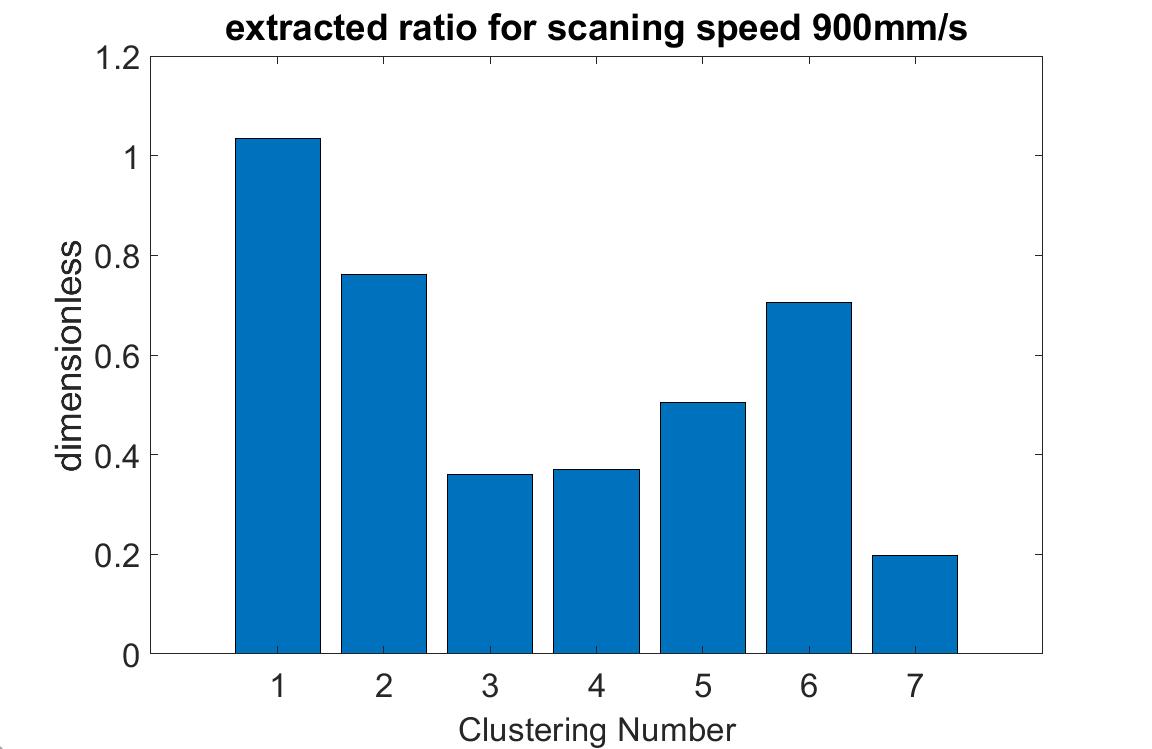 extracted ratio for scaning speed 900mm/s
1.2
1
0.8
0.6
0.4
0.2
0
dimensionless
1 2 3 4 5 6 7
Clustering Number